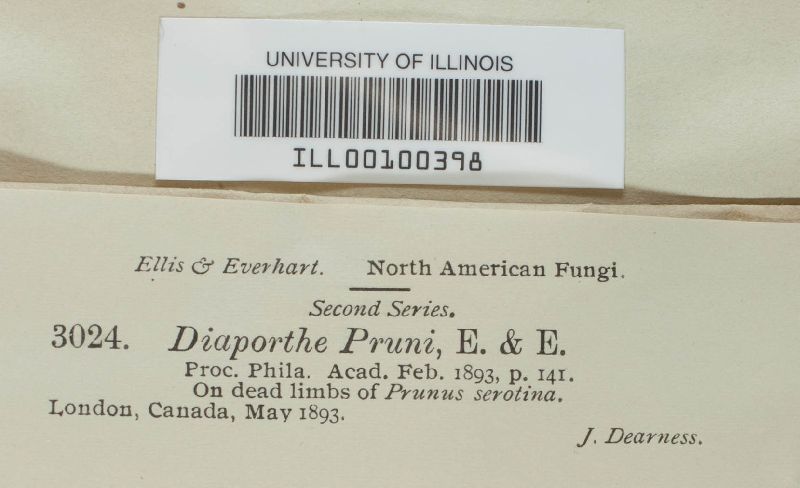 UNIVERSITY OF ILLINOIS
ILL00100398
Ellis & Everhart. North American Fungi.
Second Series.
3024. Diaporthe Pruni, E. & E.
Proc. Phila. Acad. Feb. 1893, p. 141.
On dead limbs of Prunus serotina.
London, Canada, May 1893.
J. Dearness.